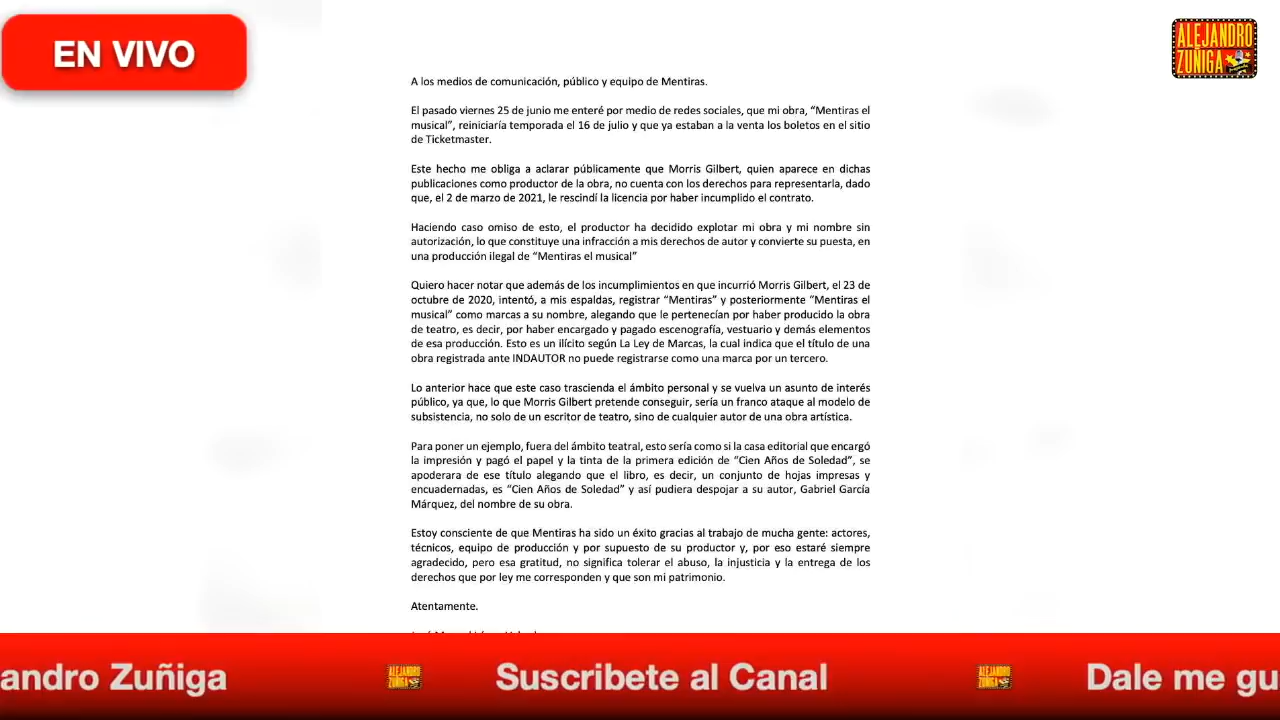 EN VIVO
ALEJANDRO
ZUÑIGA
A los medios de comunicación, público y equipo de Mentiras.
El pasado viernes 25 de junio me enteré por medio de redes sociales, que mi obra, “Mentiras el
musical”, reiniciaría temporada el 16 de julio y que ya estaban a la venta los boletos en el sitio
de Ticketmaster.
Este hecho me obliga a aclarar públicamente que Morris Gilbert, quien aparece en dichas
publicaciones como productor de la obra, no cuenta con los derechos para representarla, dado
que, el 2 de marzo de 2021, le rescindí la licencia por haber incumplido el contrato.
Haciendo caso omiso de esto, el productor ha decidido explotar mi obra y mi nombre sin
autorización, lo que constituye una infracción a mis derechos de autor y convierte su puesta, en
una producción ilegal de “Mentiras el musical”
Quiero hacer notar que además de los incumplimientos en que incurrió Morris Gilbert, el 23 de
octubre de 2020, intentó, a mis espaldas, registrar “Mentiras” y posteriormente “Mentiras el
musical” como marcas a su nombre, alegando que le pertenecían por haber producido la obra
de teatro, es decir, por haber encargado y pagado escenografía, vestuario y demás elementos
de esa producción. Esto es un ilícito según La Ley de Marcas, la cual indica que el título de una
obra registrada ante INDAUTOR no puede registrarse como una marca por un tercero.
Lo anterior hace que este caso trascienda el ámbito personal y se vuelva un asunto de interés
público, ya que, lo que Morris Gilbert pretende conseguir, sería un franco ataque al modelo de
subsistencia, no solo de un escritor de teatro, sino de cualquier autor de una obra artística.
Para poner un ejemplo, fuera del ámbito teatral, esto sería como si la casa editorial que encargó
la impresión y pagó el papel y la tinta de la primera edición de “Cien Años de Soledad”, se
apoderara de ese título alegando que el libro, es decir, un conjunto de hojas impresas y
encuadernadas, es “Cien Años de Soledad” y así pudiera despojar a su autor, Gabriel García
Márquez, del nombre de su obra.
Estoy consciente de que Mentiras ha sido un éxito gracias al trabajo de mucha gente: actores,
técnicos, equipo de producción y por supuesto de su productor y, por eso estaré siempre
agradecido, pero esa gratitud, no significa tolerar el abuso, la injusticia y la entrega de los
derechos que por ley me corresponden y que son mi patrimonio.
Atentamente.
andro Zuñiga ALEJANDRO ZUÑIGA Suscribete al Canal ALEJANDRO ZUÑIGA Dale me gu